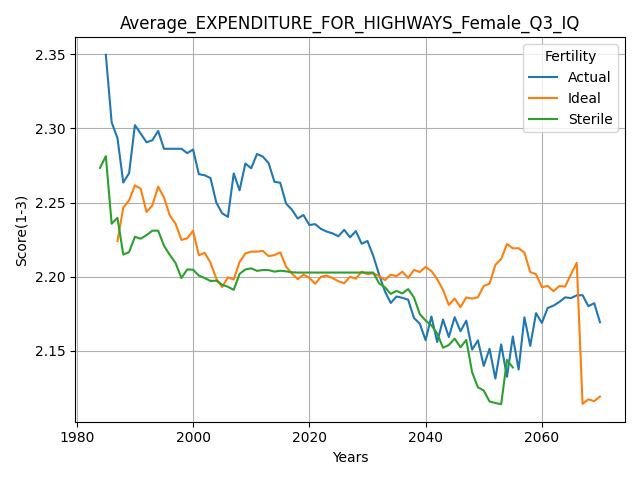 Average_EXPENDITURE_FOR_HIGHWAYS_Female_Q3_IQ
Fertility
Actual
Ideal
Sterile
Score(1-3)
2.35
2.30
2.25
2.20
2.15
1980
2000
2020
2040
2060
Years